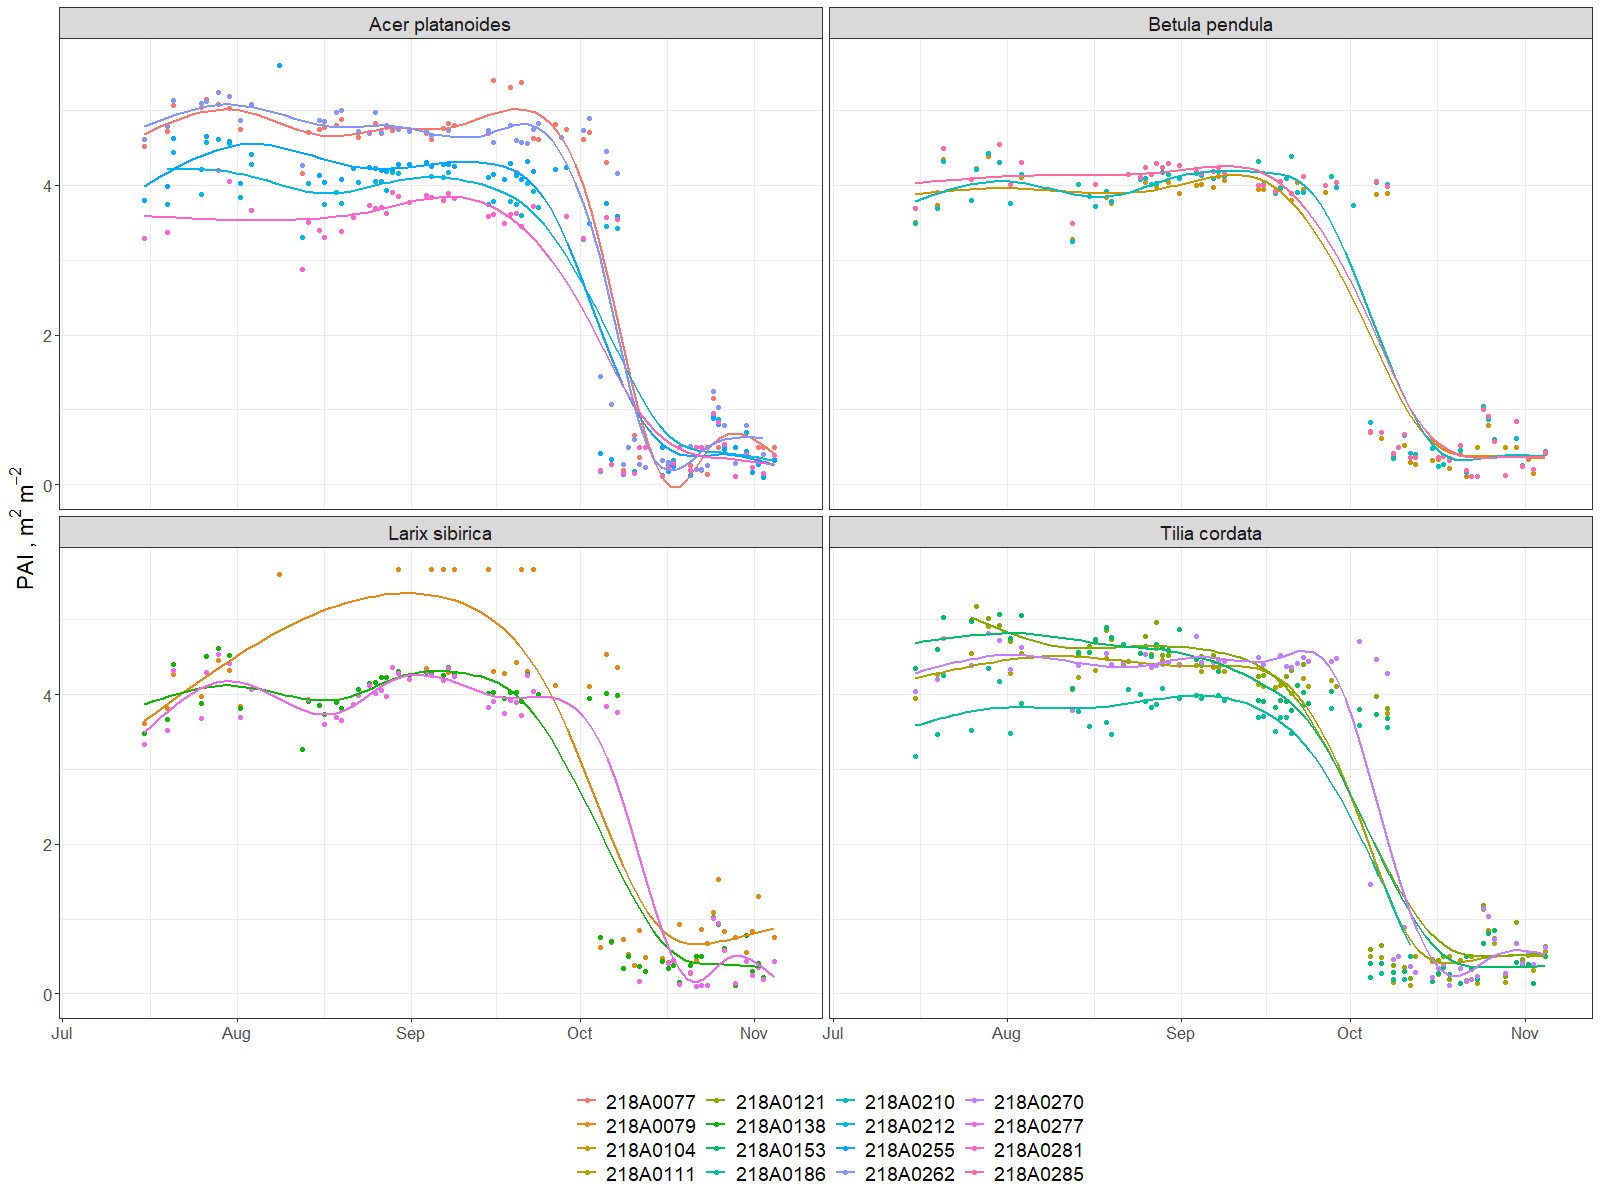 Acer platanoides
Betula pendula
4
2
0
Larix sibirica
Tilia cordata
4
2
0
PAI , m² m⁻²
Jul Aug Sep Oct Nov
Jul Aug Sep Oct Nov
218A0077 218A0121 218A0210 218A0270
218A0079 218A0138 218A0212 218A0277
218A0104 218A0153 218A0255 218A0281
218A0111 218A0186 218A0262 218A0285